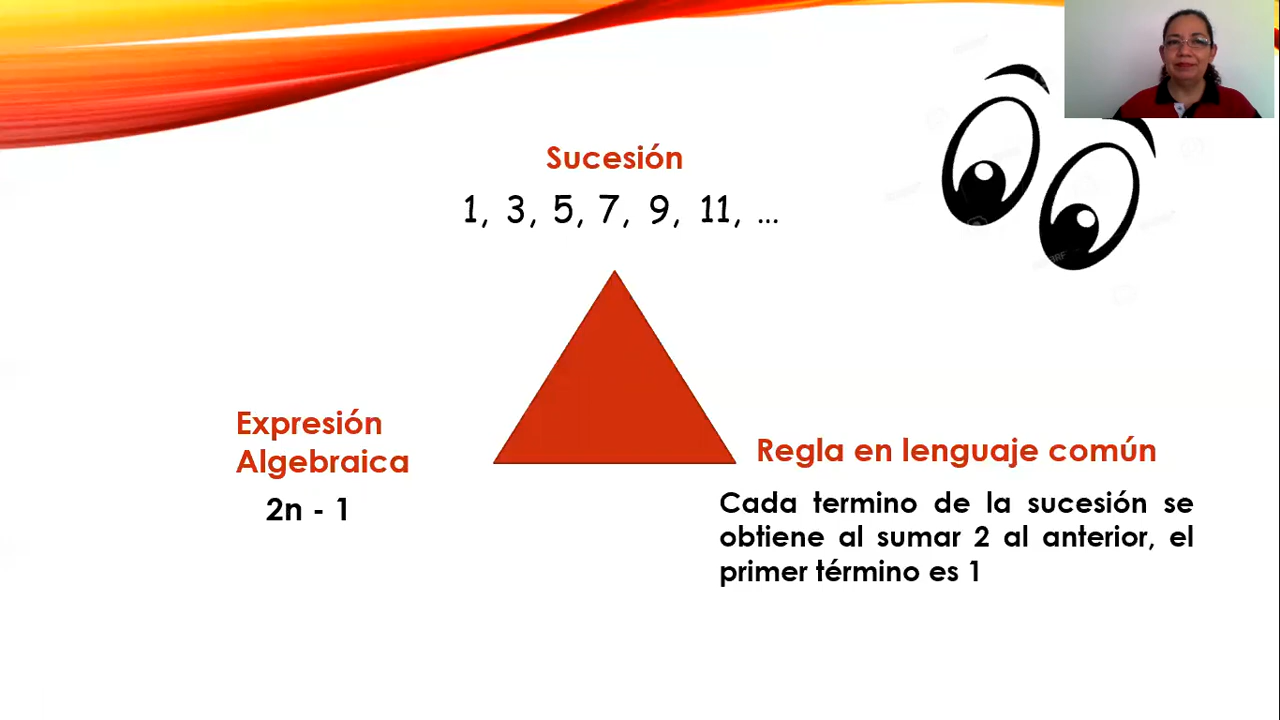 Sucesión
1, 3, 5, 7, 9, 11, ...
Expresión
Algebraica
2n - 1
Regla en lenguaje común
Cada termino de la sucesión se
obtiene al sumar 2 al anterior, el
primer término es 1